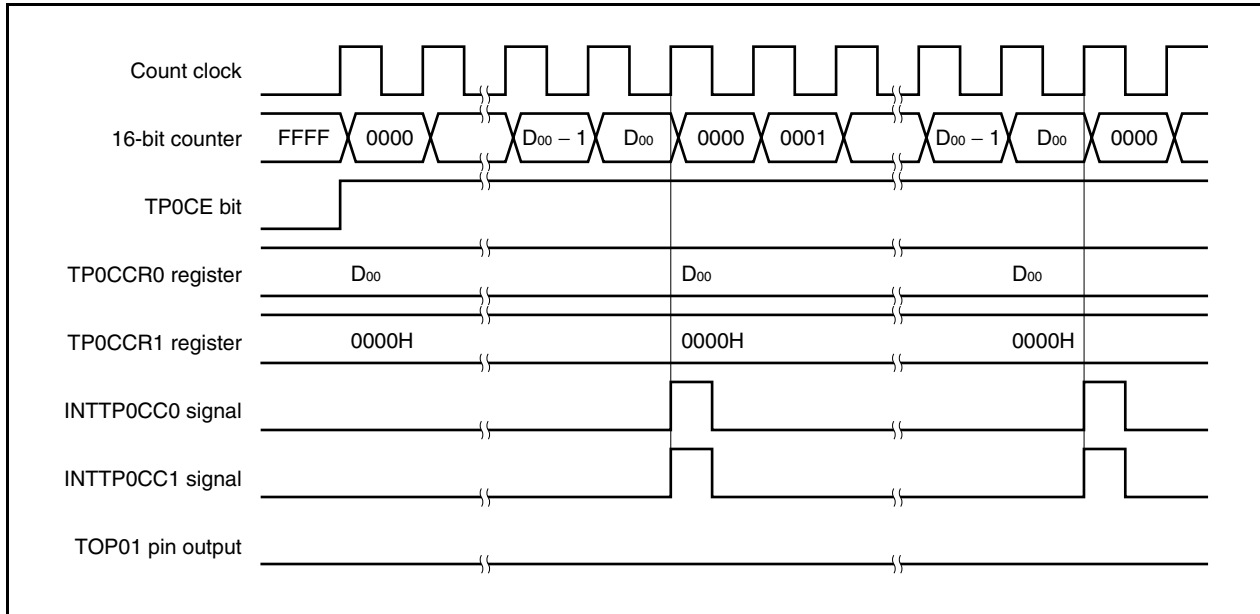 Count clock
16-bit counter FFFF 0000 D00 − 1 D00 0000 0001 D00 − 1 D00 0000
TP0CE bit
TP0CCR0 register D00 D00 D00
TP0CCR1 register 0000H 0000H 0000H
INTTP0CC0 signal
INTTP0CC1 signal
TOP01 pin output